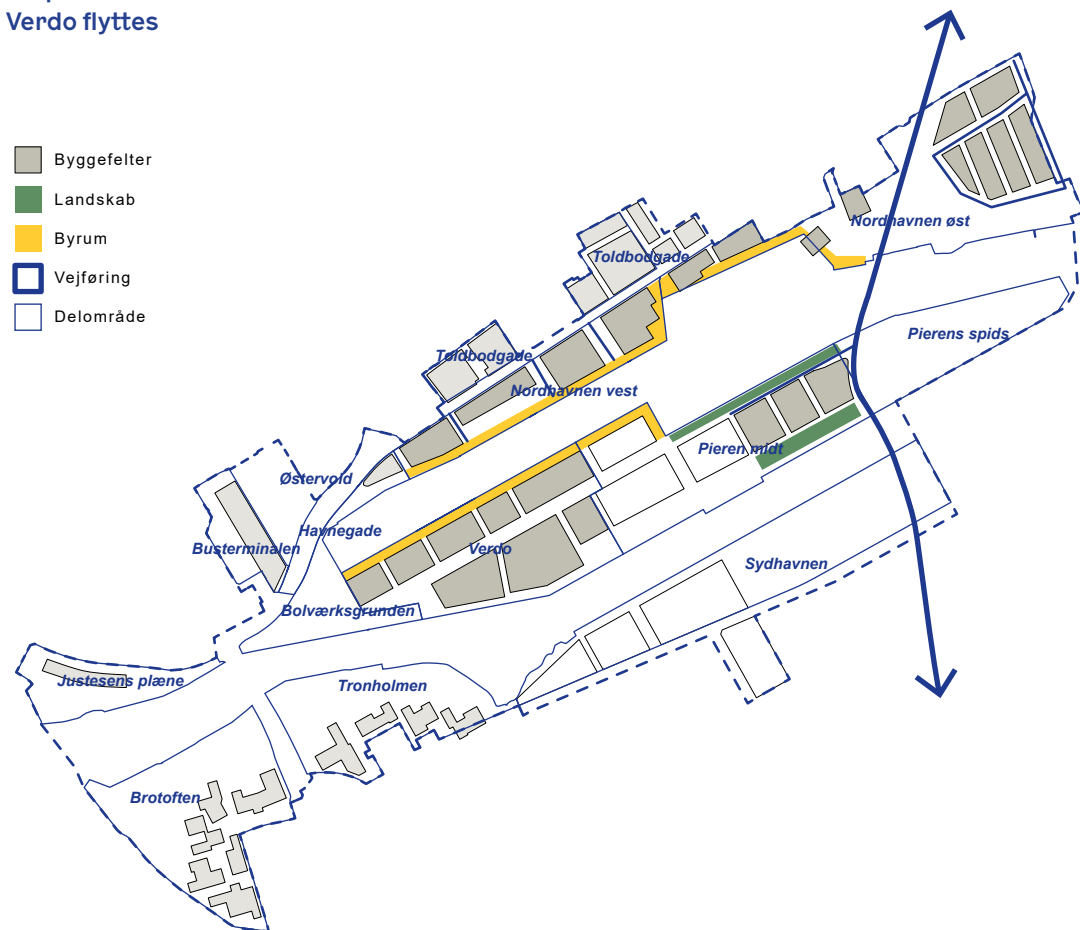 Verdo flyttes
Byggefelter
Landskab
Byrum
Vejføring
Delområde
Nordhavnen øst
Toldbodgade
Pierens spids
Toldbodgade
Nordhavnen vest
Pieren midt
Østervold
Havnegade
Busterminalen
Verdo
Sydhavnen
Bolværksgrunden
Justesens plæne
Tronholmen
Brotoften